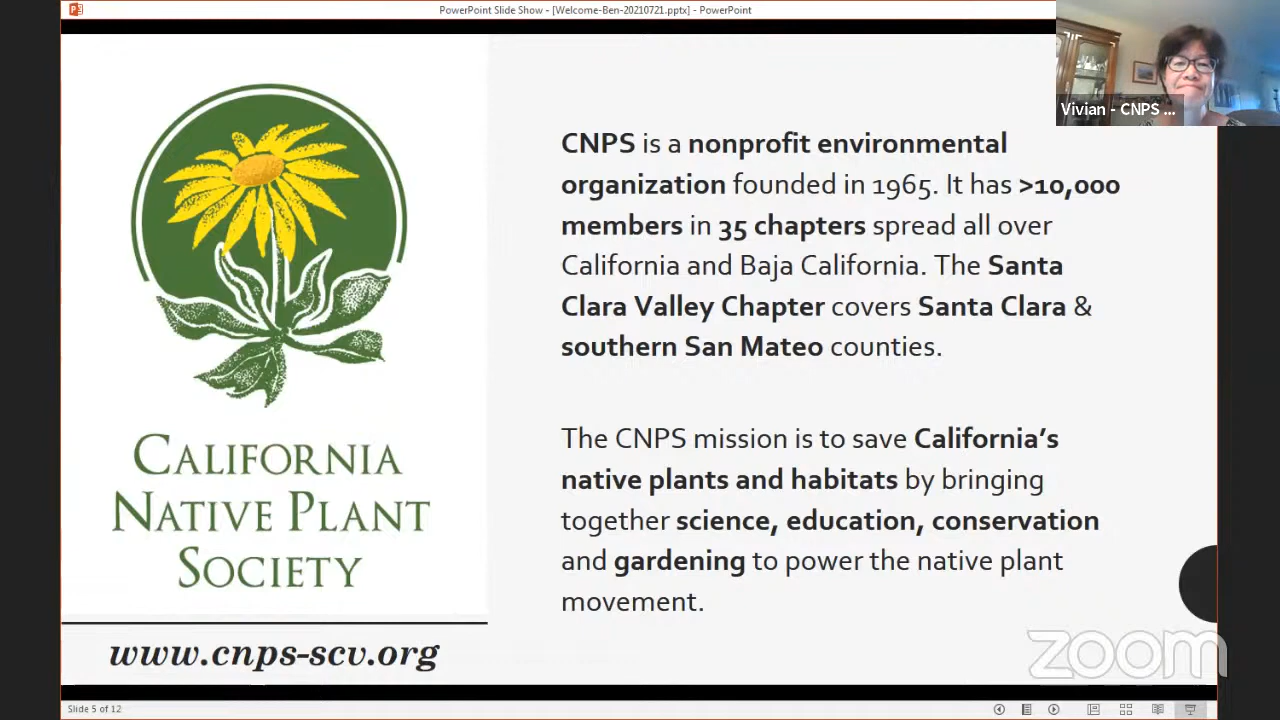 PowerPoint Slide Show - [Welcome-Ben-20210721.pptx] - PowerPoint
Vivian - CNPS ...
CNPS is a nonprofit environmental
organization founded in 1965. It has >10,000
members in 35 chapters spread all over
California and Baja California. The Santa
Clara Valley Chapter covers Santa Clara &
southern San Mateo counties.
The CNPS mission is to save California's
native plants and habitats by bringing
together science, education, conservation
and gardening to power the native plant
movement.
CALIFORNIA
NATIVE PLANT
SOCIETY
www.cnps-scv.org
zoom
Slide 5 of 12